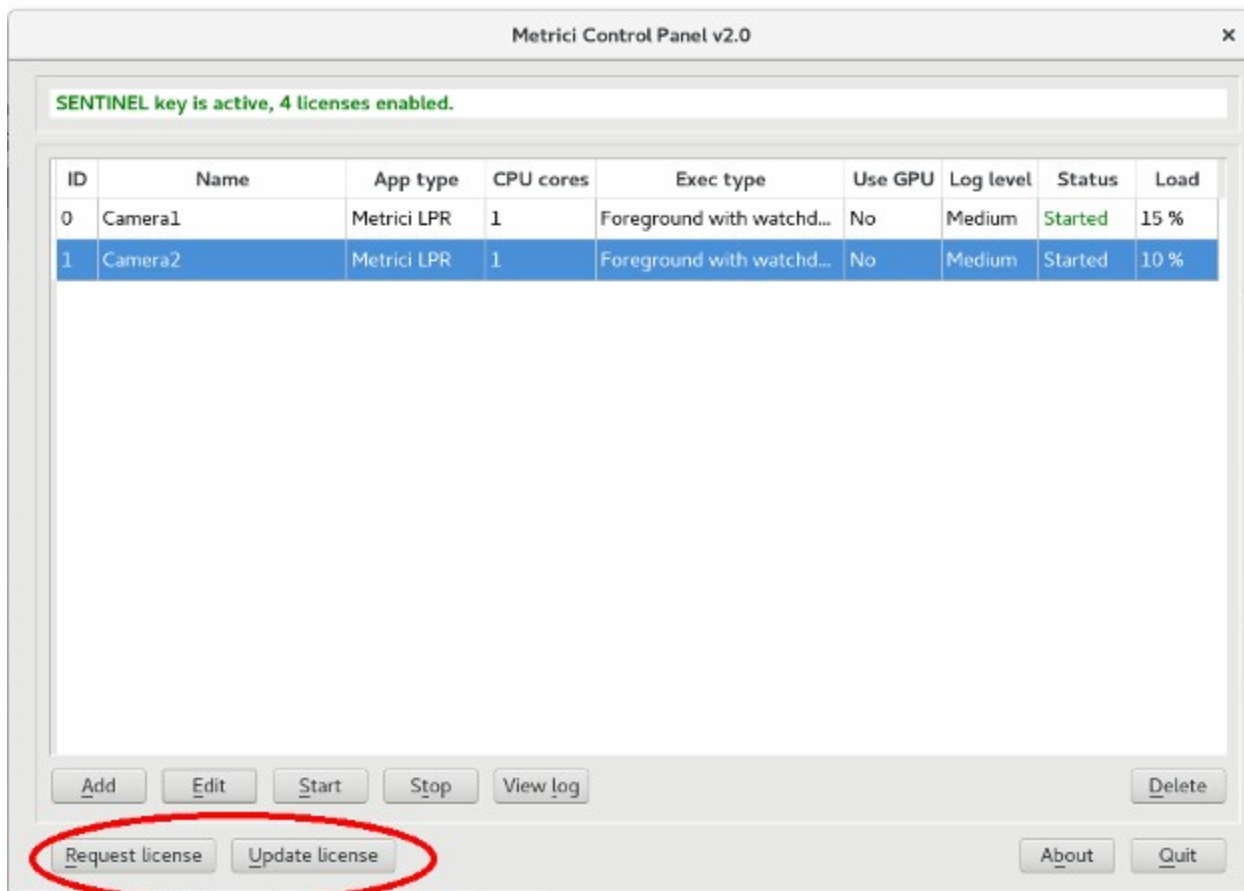 Metrici Control Panel v2.0 ×
SENTINEL key is active, 4 licenses enabled.
ID Name App type CPU cores Exec type Use GPU Log level Status Load
0 Camera1 Metrici LPR 1 Foreground with watchd... No Medium Started 15 %
1 Camera2 Metrici LPR 1 Foreground with watchd... No Medium Started 10 %
Add Edit Start Stop View log Delete
Request license Update license About Quit